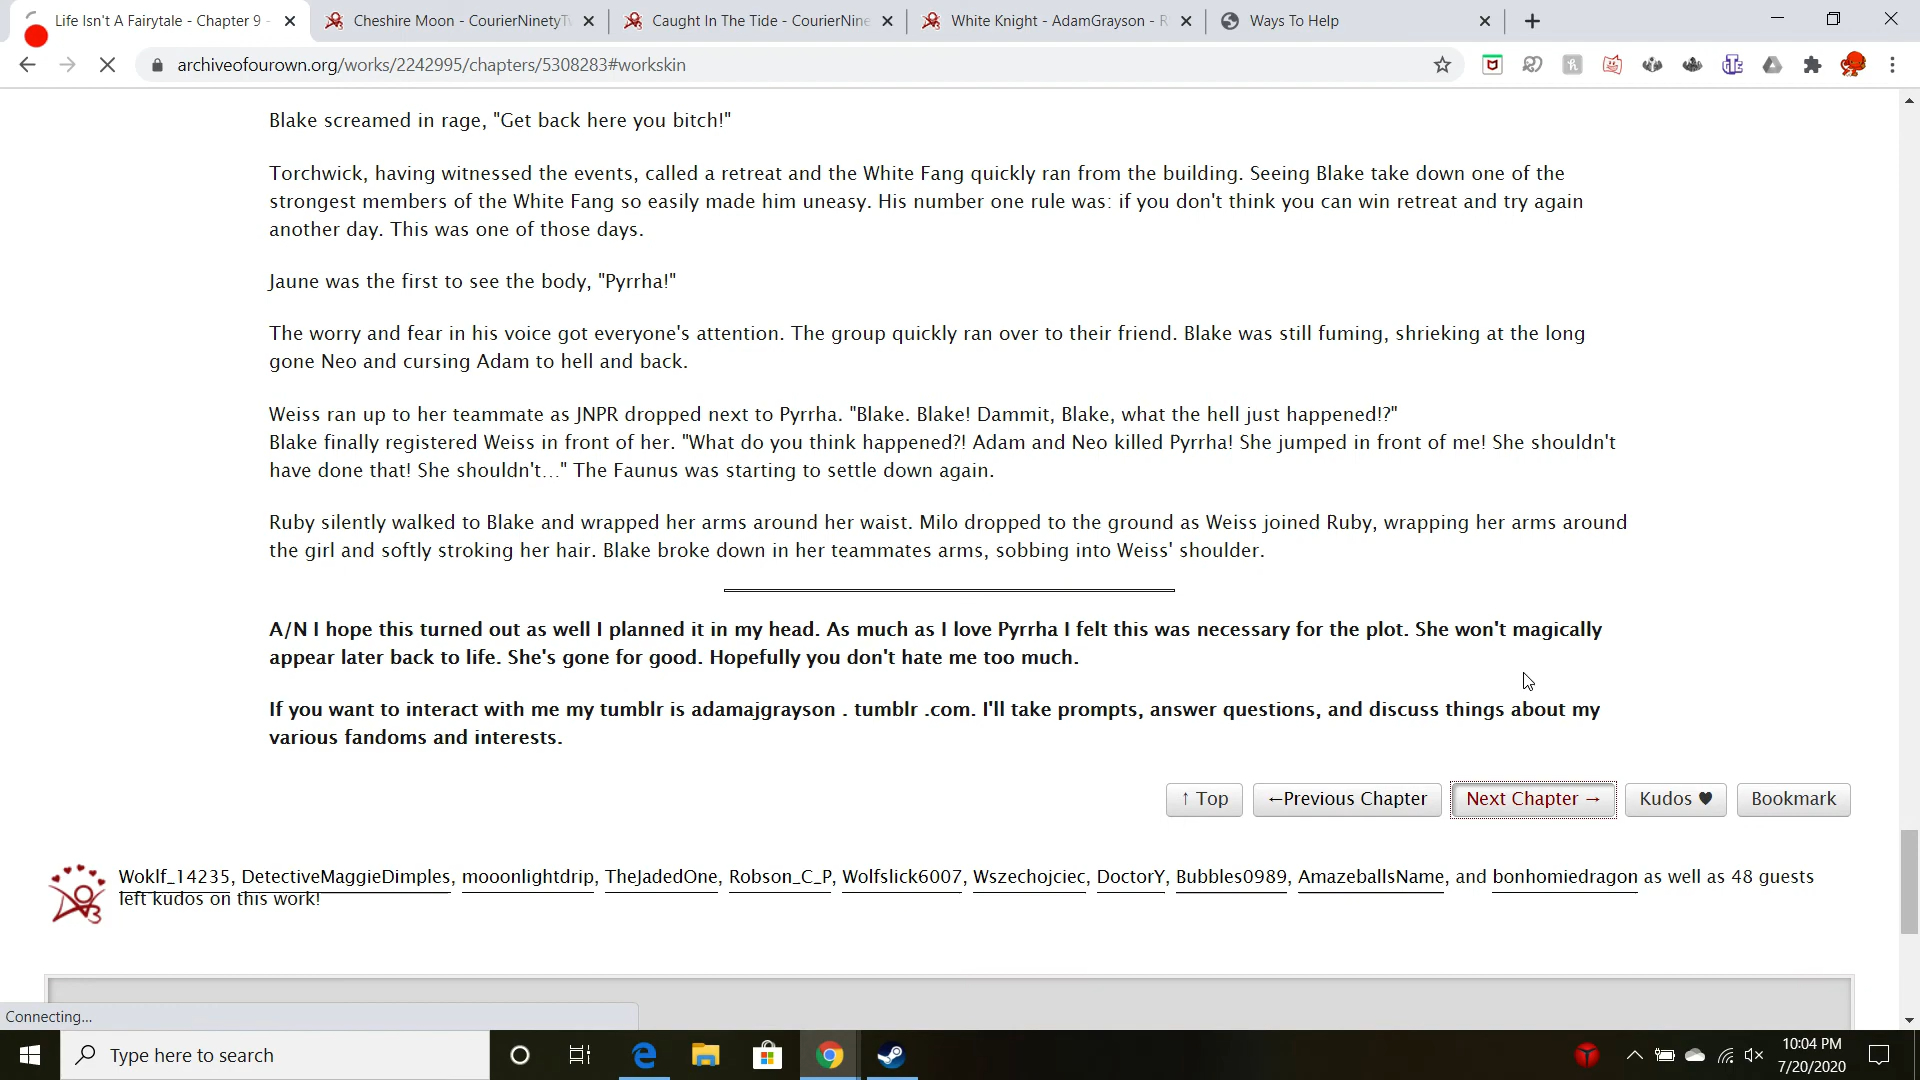 Life Isn't A Fairytale - Chapter 9 -
Cheshire Moon - CourierNinetyTw
Caught In The Tide - CourierNine
White Knight - AdamGrayson - R
Ways To Help
archiveofourown.org/works/2242995/chapters/5308283#workskin
Blake screamed in rage, "Get back here you bitch!"
Torchwick, having witnessed the events, called a retreat and the White Fang quickly ran from the building. Seeing Blake take down one of the
strongest members of the White Fang so easily made him uneasy. His number one rule was: if you don't think you can win retreat and try again
another day. This was one of those days.
Jaune was the first to see the body, "Pyrrha!"
The worry and fear in his voice got everyone's attention. The group quickly ran over to their friend. Blake was still fuming, shrieking at the long
gone Neo and cursing Adam to hell and back.
Weiss ran up to her teammate as JNPR dropped next to Pyrrha. "Blake. Blake! Dammit, Blake, what the hell just happened!?"
Blake finally registered Weiss in front of her. "What do you think happened?! Adam and Neo killed Pyrrha! She jumped in front of me! She shouldn't
have done that! She shouldn't..." The Faunus was starting to settle down again.
Ruby silently walked to Blake and wrapped her arms around her waist. Milo dropped to the ground as Weiss joined Ruby, wrapping her arms around
the girl and softly stroking her hair. Blake broke down in her teammates arms, sobbing into Weiss' shoulder.
A/N I hope this turned out as well I planned it in my head. As much as I love Pyrrha I felt this was necessary for the plot. She won't magically
appear later back to life. She's gone for good. Hopefully you don't hate me too much.
If you want to interact with me my tumblr is adamajgrayson . tumblr .com. I'll take prompts, answer questions, and discuss things about my
various fandoms and interests.
↑ Top
←Previous Chapter
Next Chapter →
Kudos ♥
Bookmark
Woklf_14235, DetectiveMaggieDimples, mooonlightdrip, TheJadedOne, Robson_C_P, Wolfslick6007, Wszechojciec, DoctorY, Bubbles0989, AmazeballsName, and bonhomiedragon as well as 48 guests
left kudos on this work!
Connecting...
Type here to search
10:04 PM
7/20/2020